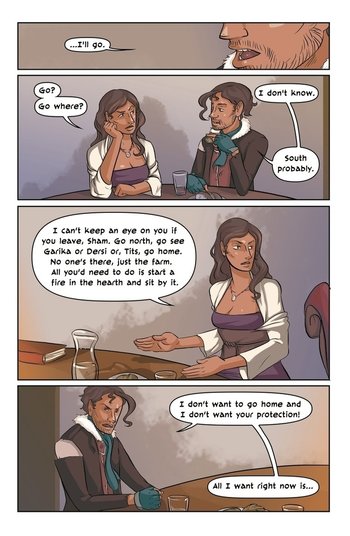 ...I'll go.
Go?
Go where?
I don't know.
South
probably.
I can't keep an eye on you if
you leave, Sham. Go north, go see
Garika or Dersi or, Tits, go home.
No one's there, just the farm.
All you'd need to do is start a
fire in the hearth and sit by it.
I don't want to go home and
I don't want your protection!
All I want right now is...